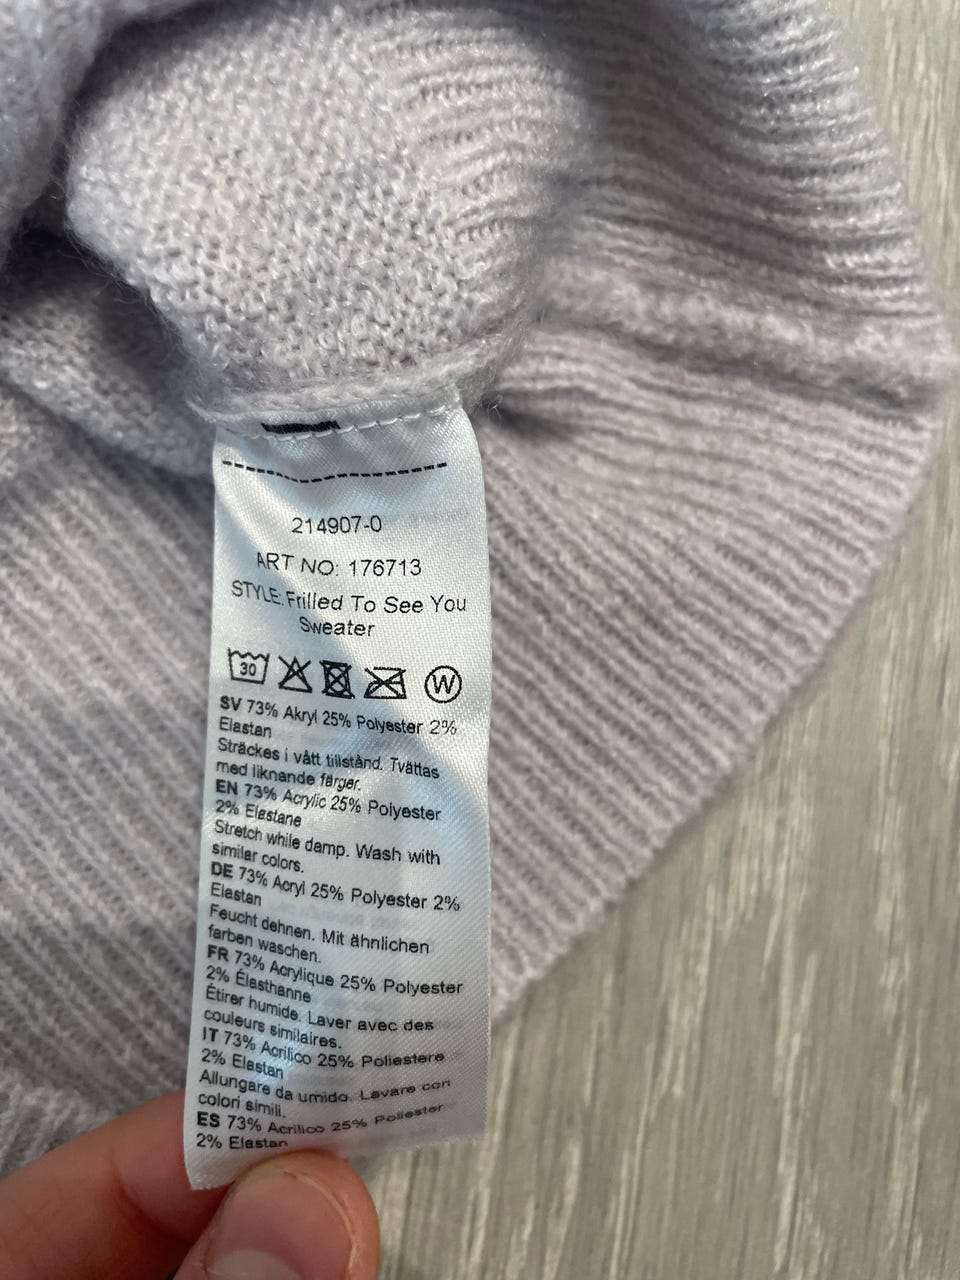 214907-0
ART NO: 176713
STYLE: Frilled To See You
Sweater
30 W
SV 73% Akryl 25% Polyester 2%
Elastan
Sträckes i vått tillstånd. Tvättas
med liknande färger.
EN 73% Acrylic 25% Polyester
2% Elastane
Stretch while damp. Wash with
similar colors.
DE 73% Acryl 25% Polyester 2%
Elastan
Feucht dehnen. Mit ähnlichen
farben waschen.
FR 73% Acrylique 25% Polyester
2% Élasthanne
Étirer humide. Laver avec des
couleurs similaires.
IT 73% Acrilico 25% Poliestere
2% Elastan
Allungare da umido. Lavare con
colori simili.
ES 73% Acrilico 25% Poliester
2% Elastan